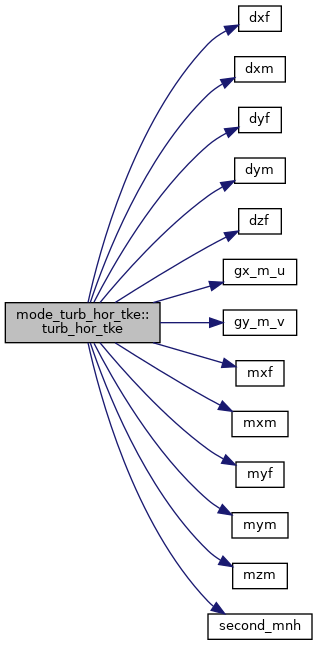 dxf
dxm
dyf
dym
dzf
gx_m_u
mode_turb_hor_tke::
turb_hor_tke
gy_m_v
mxf
mxm
myf
mym
mzm
second_mnh